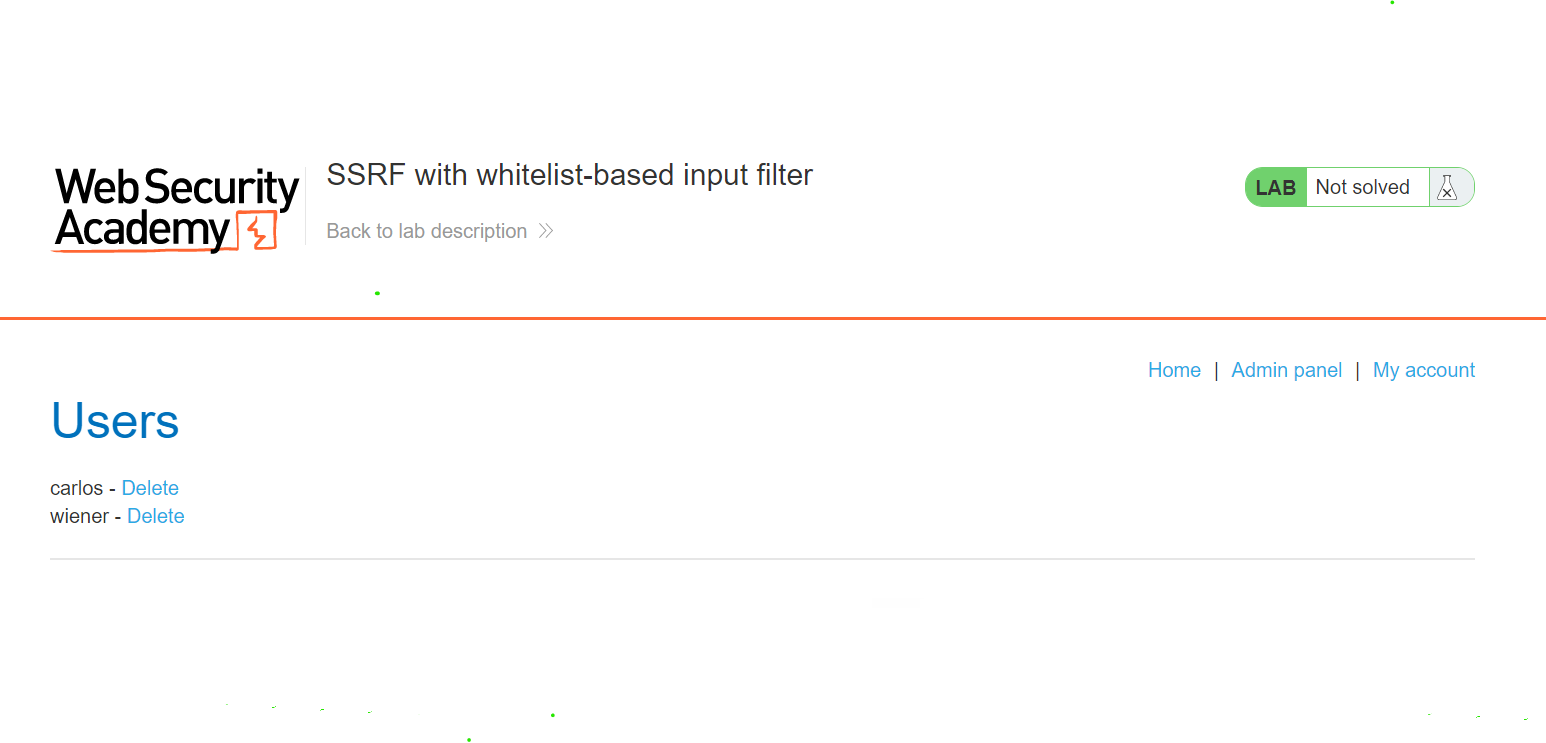 Web Security
Academy
SSRF with whitelist-based input filter
Back to lab description
LAB Not solved
Home | Admin panel | My account
Users
carlos - Delete
wiener - Delete